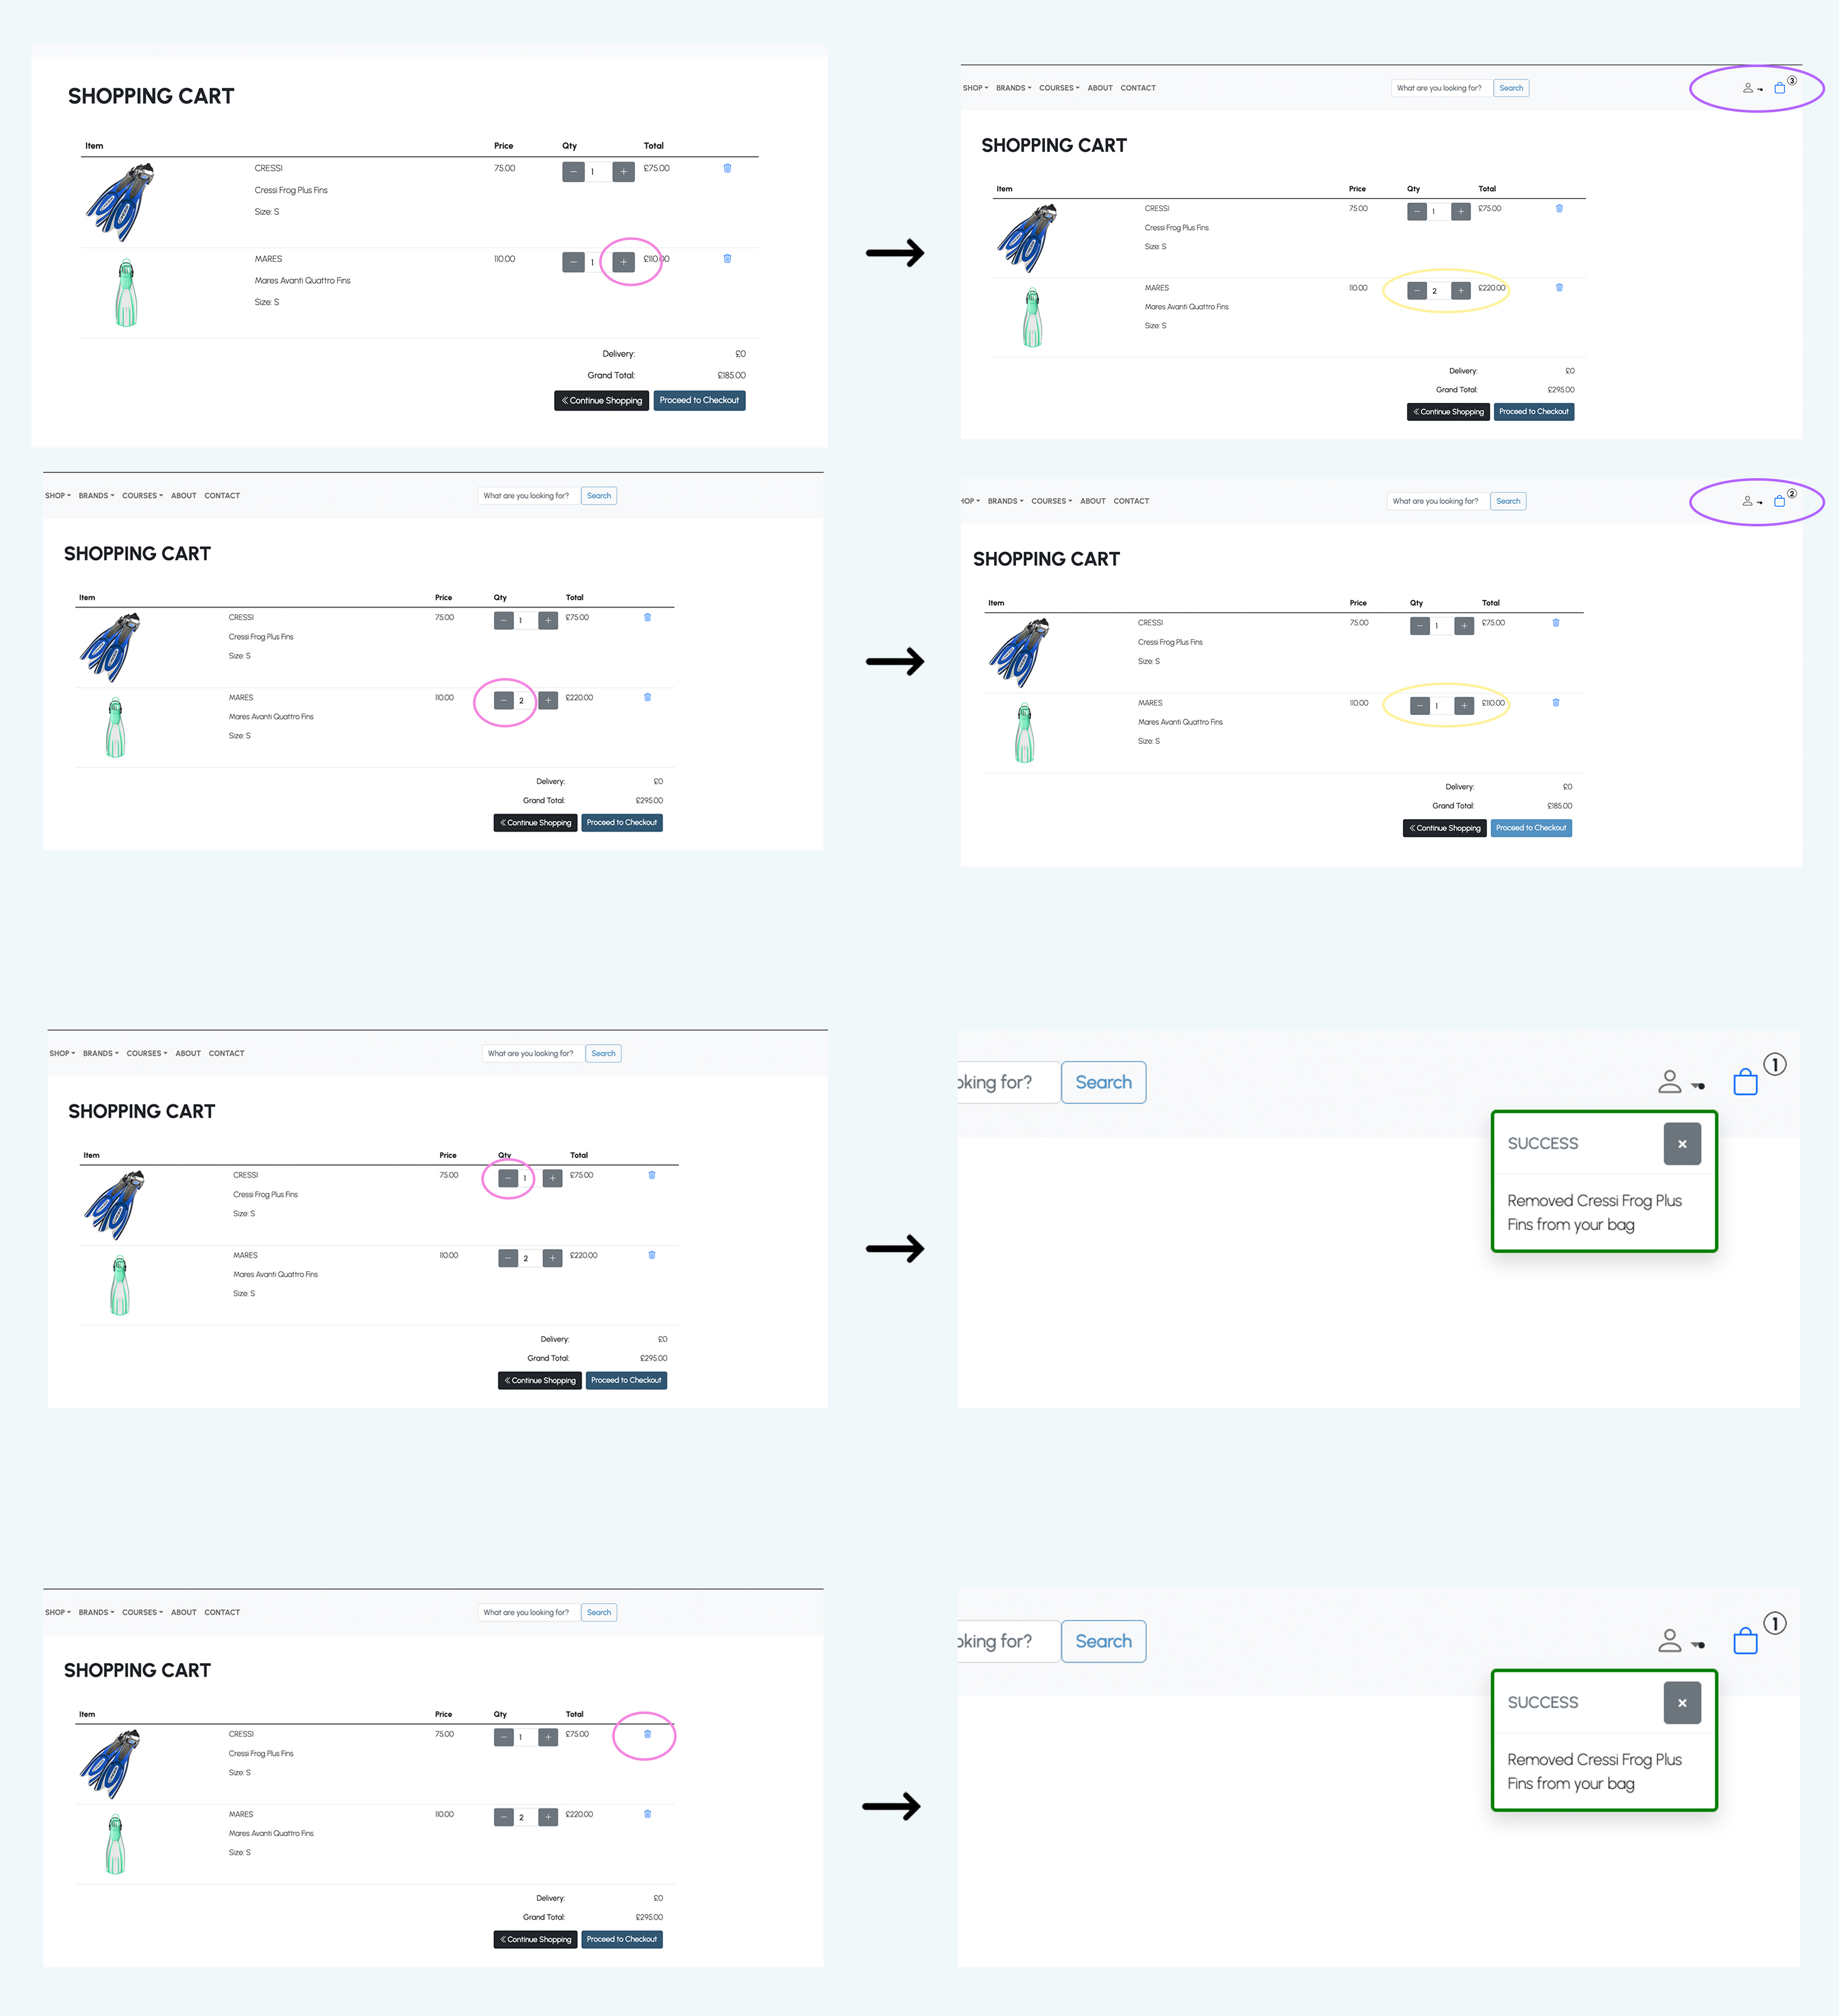 SHOPPING CART
Item Price Qty Total
CRESSI 75.00 − 1 + £75.00
Cressi Frog Plus Fins
Size: S
MARES 110.00 − 1 + £110.00
Mares Avanti Quattro Fins
Size: S
Delivery: £0
Grand Total: £185.00
Continue Shopping Proceed to Checkout
SHOP BRANDS COURSES ABOUT CONTACT What are you looking for? Search 3
SHOPPING CART
Item Price Qty Total
CRESSI 75.00 − 1 + £75.00
Cressi Frog Plus Fins
Size: S
MARES 110.00 − 2 + £220.00
Mares Avanti Quattro Fins
Size: S
Delivery: £0
Grand Total: £295.00
Continue Shopping Proceed to Checkout
SHOP BRANDS COURSES ABOUT CONTACT What are you looking for? Search
SHOPPING CART
Item Price Qty Total
CRESSI 75.00 − 1 + £75.00
Cressi Frog Plus Fins
Size: S
MARES 110.00 − 2 + £220.00
Mares Avanti Quattro Fins
Size: S
Delivery: £0
Grand Total: £295.00
Continue Shopping Proceed to Checkout
HOP BRANDS COURSES ABOUT CONTACT What are you looking for? Search 2
SHOPPING CART
Item Price Qty Total
CRESSI 75.00 − 1 + £75.00
Cressi Frog Plus Fins
Size: S
MARES 110.00 − 1 + £110.00
Mares Avanti Quattro Fins
Size: S
Delivery: £0
Grand Total: £185.00
Continue Shopping Proceed to Checkout
SHOP BRANDS COURSES ABOUT CONTACT What are you looking for? Search
SHOPPING CART
Item Price Qty Total
CRESSI 75.00 − 1 + £75.00
Cressi Frog Plus Fins
Size: S
MARES 110.00 − 2 + £220.00
Mares Avanti Quattro Fins
Size: S
Delivery: £0
Grand Total: £295.00
Continue Shopping Proceed to Checkout
oking for? Search 1
SUCCESS ×
Removed Cressi Frog Plus
Fins from your bag
SHOP BRANDS COURSES ABOUT CONTACT What are you looking for? Search
SHOPPING CART
Item Price Qty Total
CRESSI 75.00 − 1 + £75.00
Cressi Frog Plus Fins
Size: S
MARES 110.00 − 2 + £220.00
Mares Avanti Quattro Fins
Size: S
Delivery: £0
Grand Total: £295.00
Continue Shopping Proceed to Checkout
oking for? Search 1
SUCCESS ×
Removed Cressi Frog Plus
Fins from your bag